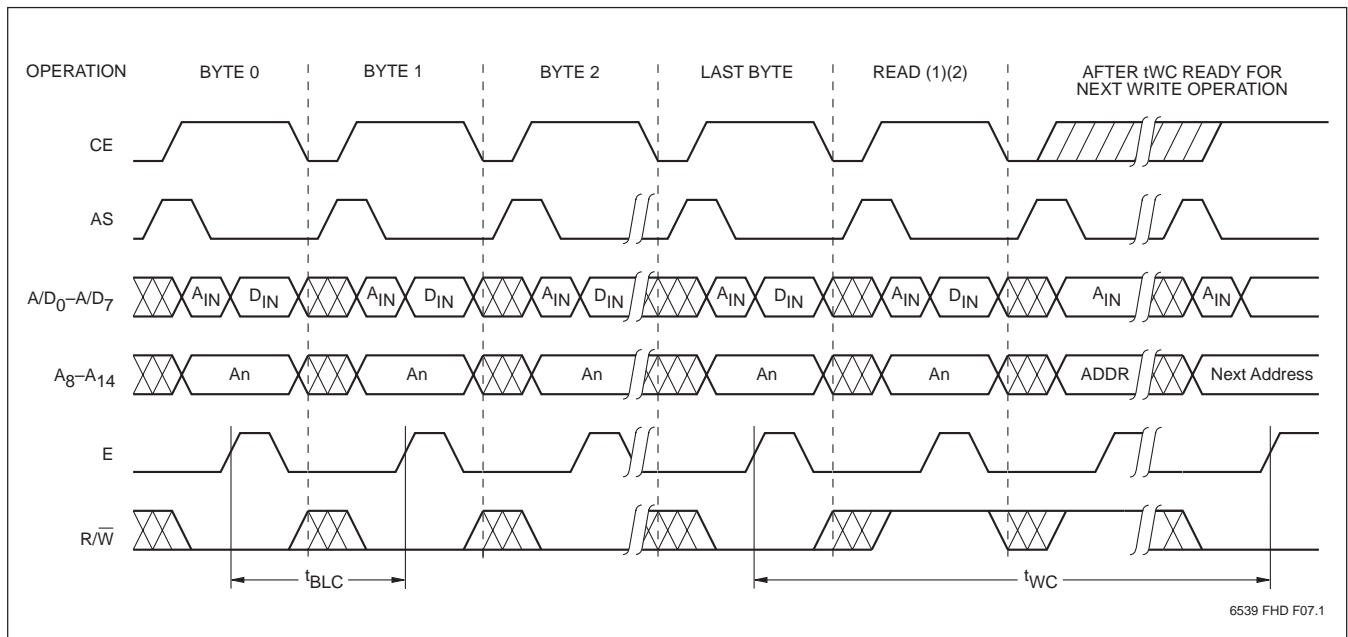 OPERATION BYTE 0 BYTE 1 BYTE 2 LAST BYTE READ (1)(2) AFTER tWC READY FOR
NEXT WRITE OPERATION
CE
AS
A/D0–A/D7 AIN DIN AIN DIN AIN DIN AIN DIN AIN DIN AIN AIN
A8–A14 An An An An An ADDR Next Address
E
R/W̅
tBLC tWC
6539 FHD F07.1